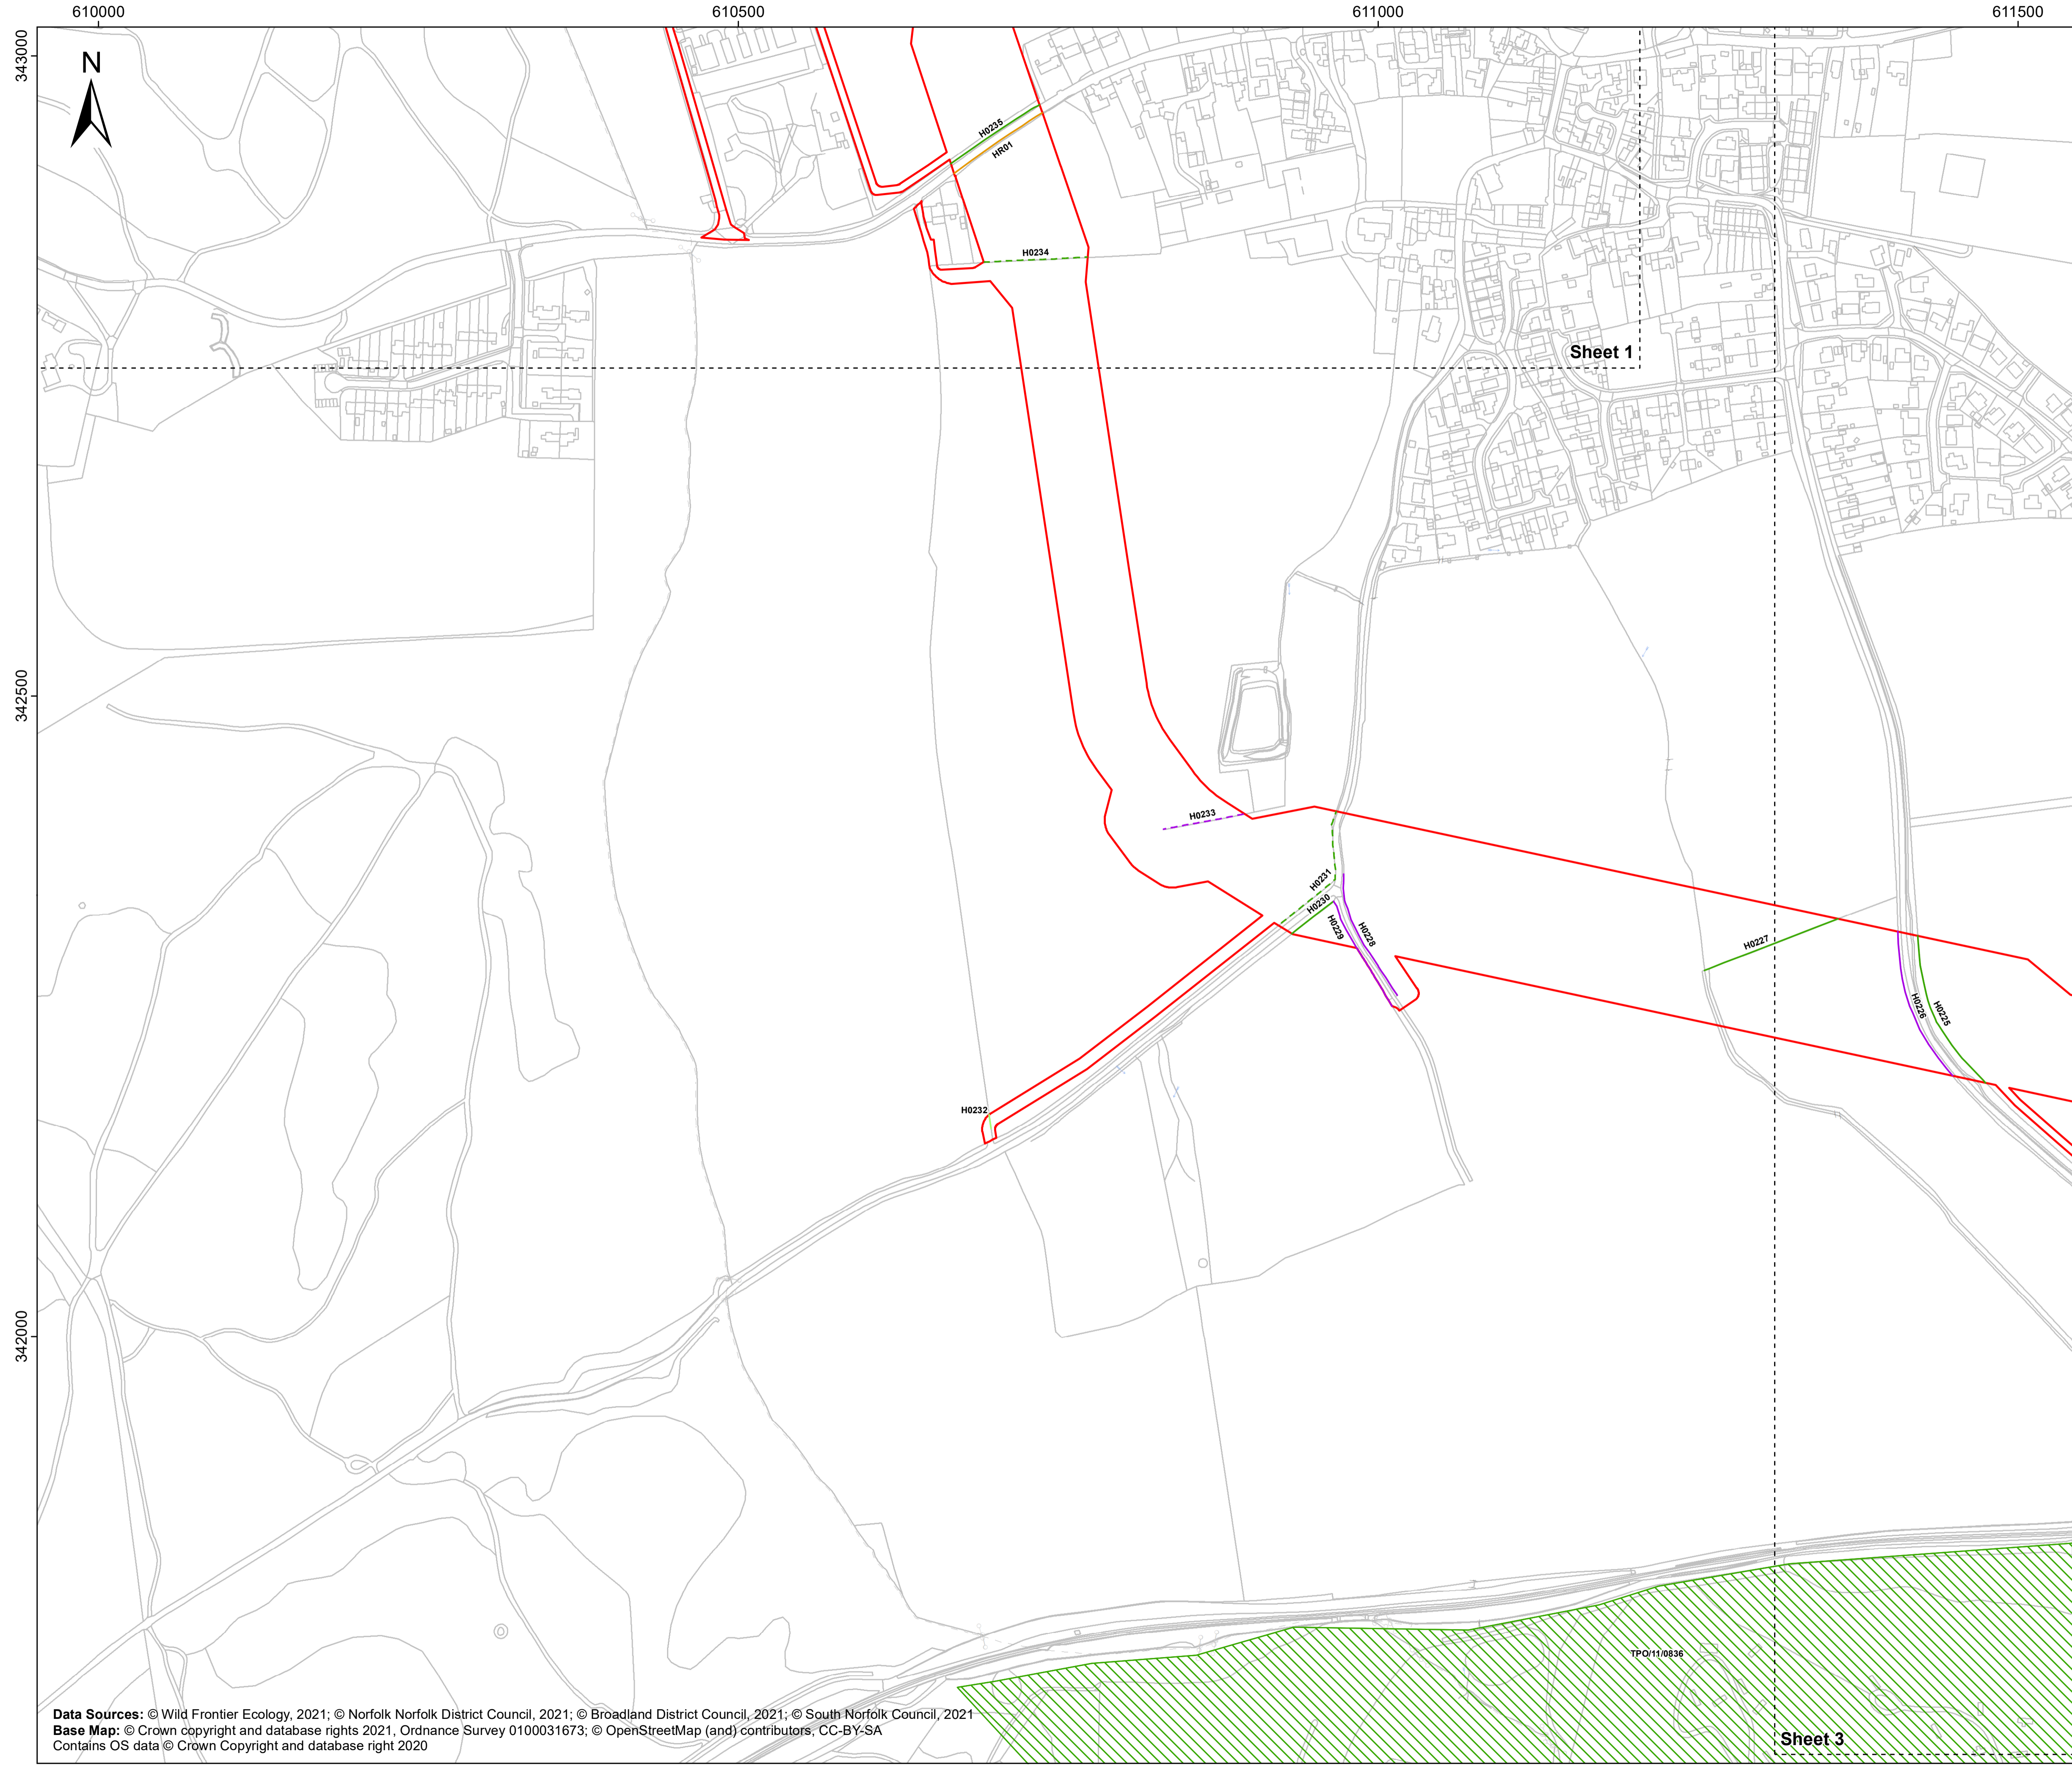 610000
610500
611000
611500
343000
N
H0235
HR01
H0234
Sheet 1
342500
H0233
H0231
H0230
H0229
H0228
H0227
H0226
H0225
H0232
342000
TPO/11/0836
Data Sources: © Wild Frontier Ecology, 2021; © Norfolk Norfolk District Council, 2021; © Broadland District Council, 2021; © South Norfolk Council, 2021
Base Map: © Crown copyright and database rights 2021, Ordnance Survey 0100031673; © OpenStreetMap (and) contributors, CC-BY-SA
Contains OS data © Crown Copyright and database right 2020
Sheet 3